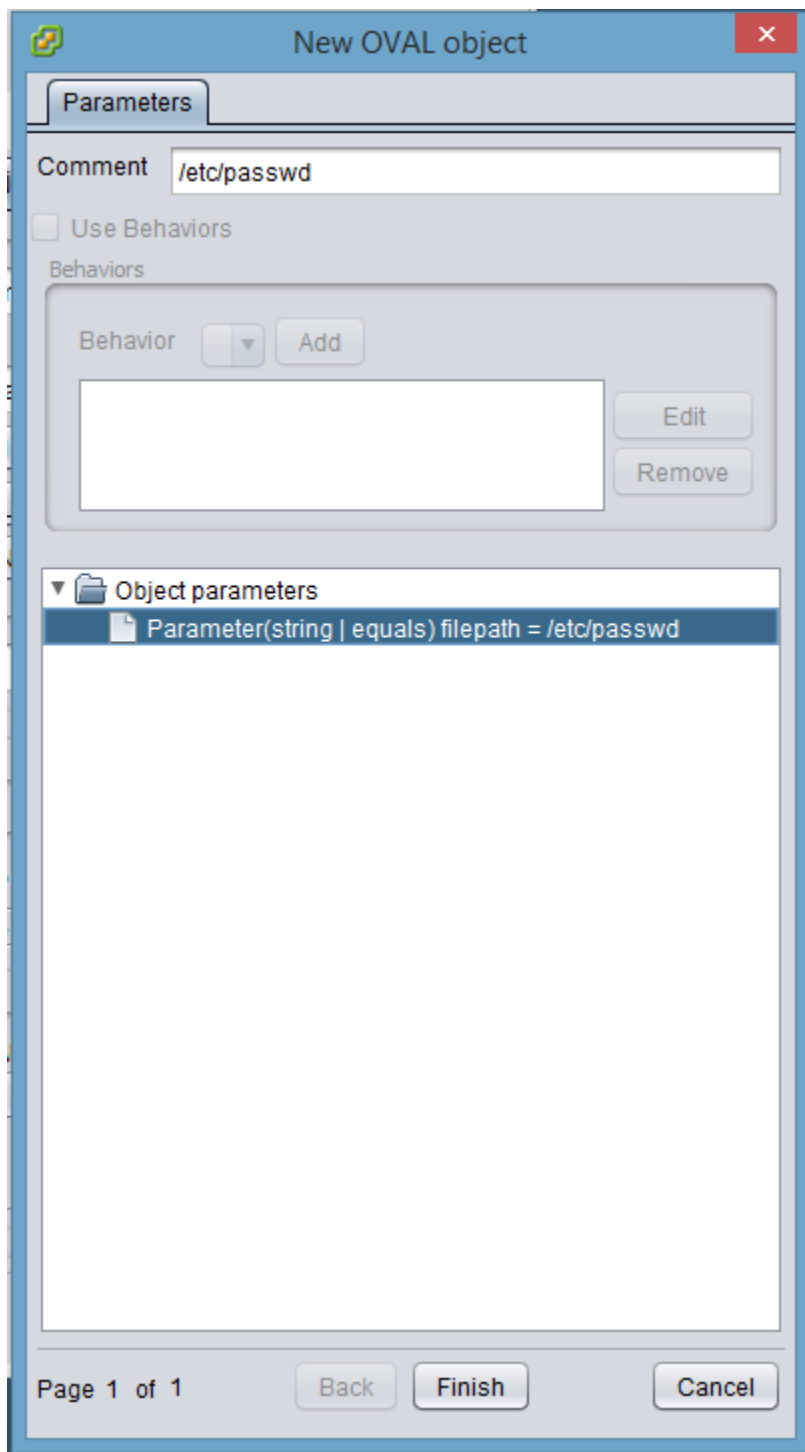 New OVAL object
Parameters
Comment /etc/passwd
Use Behaviors
Behaviors
Behavior Add
Edit
Remove
Object parameters
Parameter(string | equals) filepath = /etc/passwd
Page 1 of 1 Back Finish Cancel